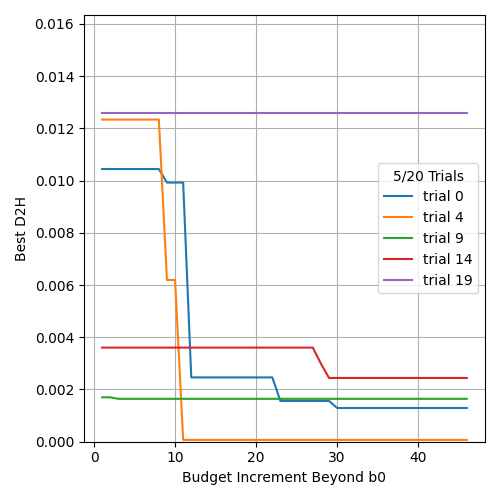 0.016
0.014
0.012
0.010
0.008
0.006
0.004
0.002
0.000
Best D2H
5/20 Trials
trial 0
trial 4
trial 9
trial 14
trial 19
0 10 20 30 40
Budget Increment Beyond b0